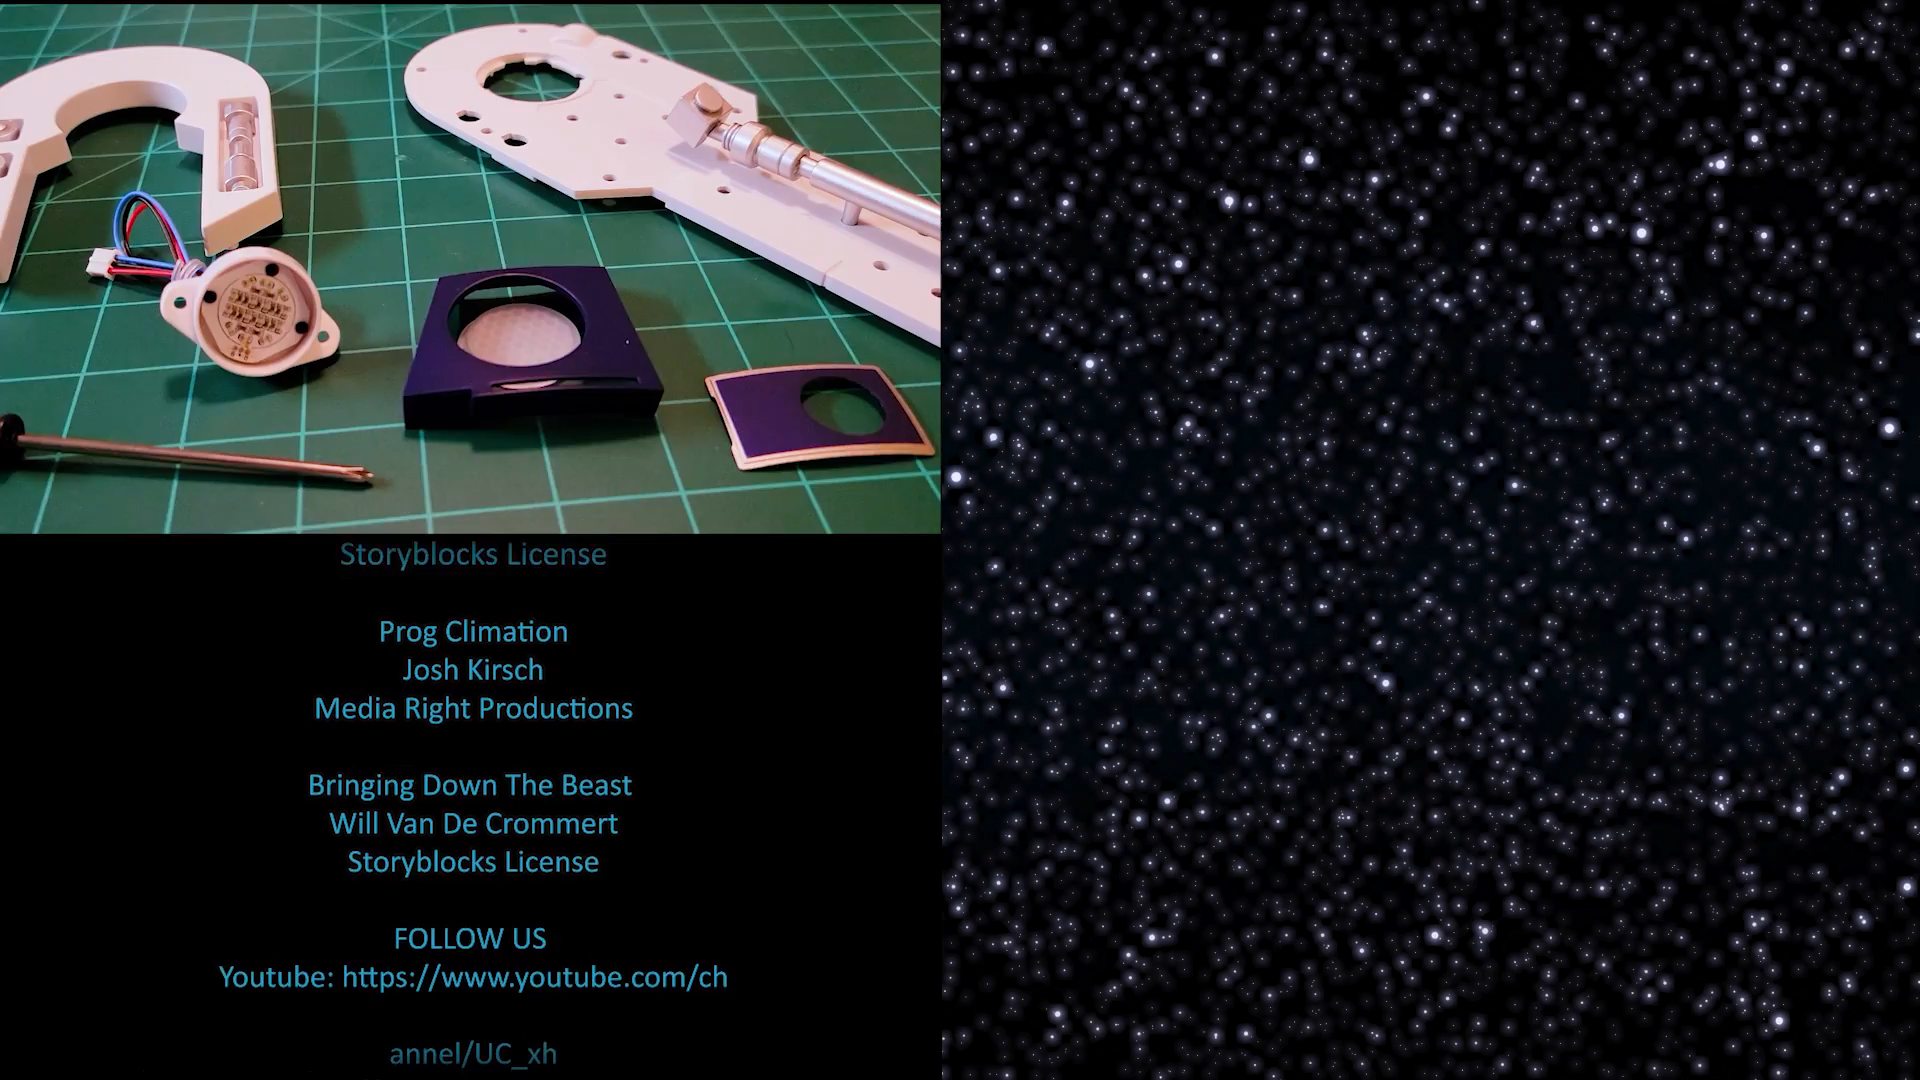 Storyblocks License
Prog Climation
Josh Kirsch
Media Right Productions
Bringing Down The Beast
Will Van De Crommert
Storyblocks License
FOLLOW US
Youtube: https://www.youtube.com/ch
annel/UC_xh